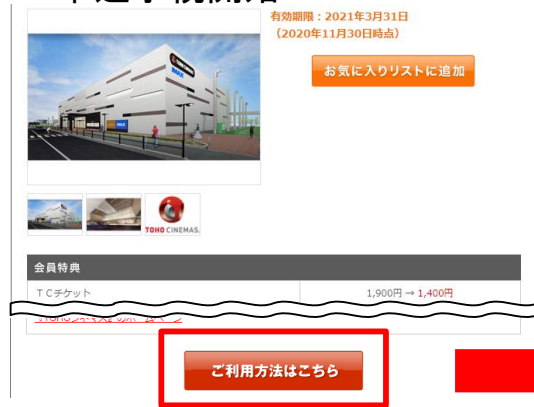 有効期限：2021年3月31日
（2020年11月30日時点）
お気に入りリストに追加
IMAX
TOHO CINEMAS.
会員特典
TCチケット
1,900円 → 1,400円
ご利用方法はこちら